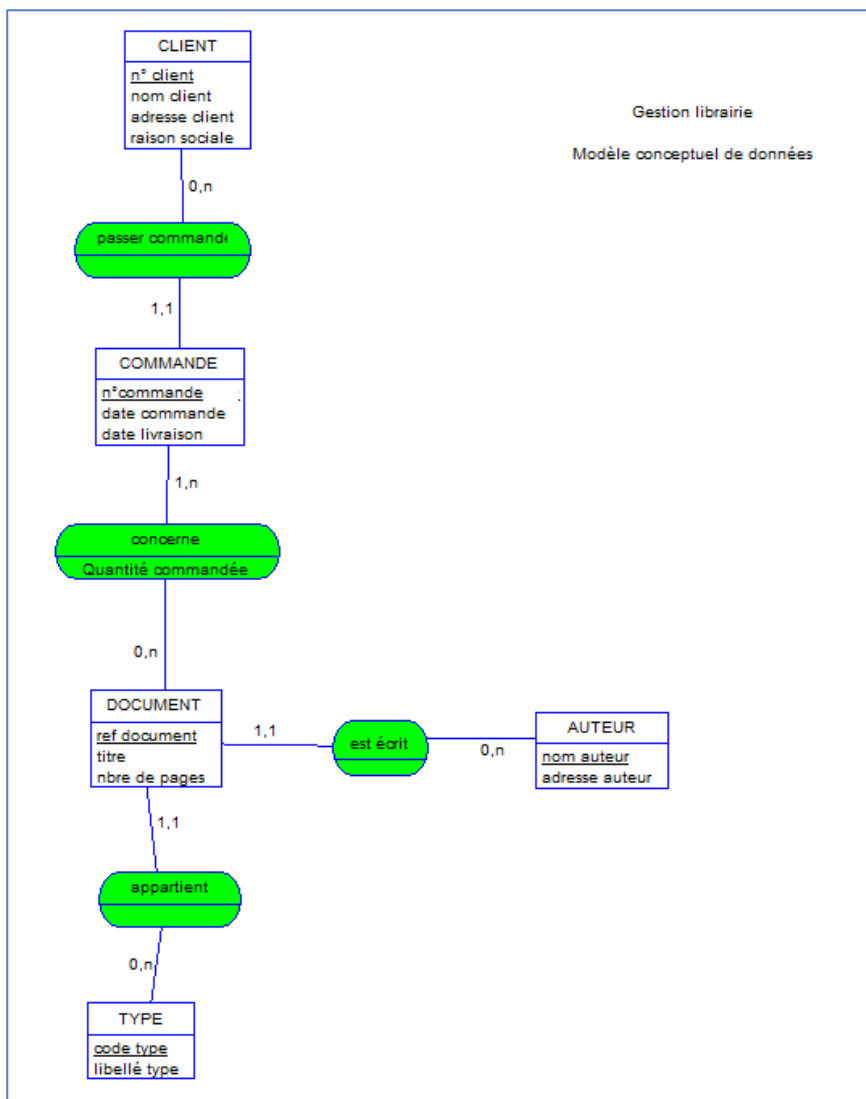 CLIENT
n° client
nom client
adresse client
raison sociale
Gestion librairie
Modèle conceptuel de données
0,n
passer commande
1,1
COMMANDE
n°commande :
date commande
date livraison
1,n
concerne
Quantité commandée
0,n
DOCUMENT
ref document
titre
nbre de pages
1,1
est écrit
0,n
AUTEUR
nom auteur
adresse auteur
1,1
appartient
0,n
TYPE
code type
libellé type